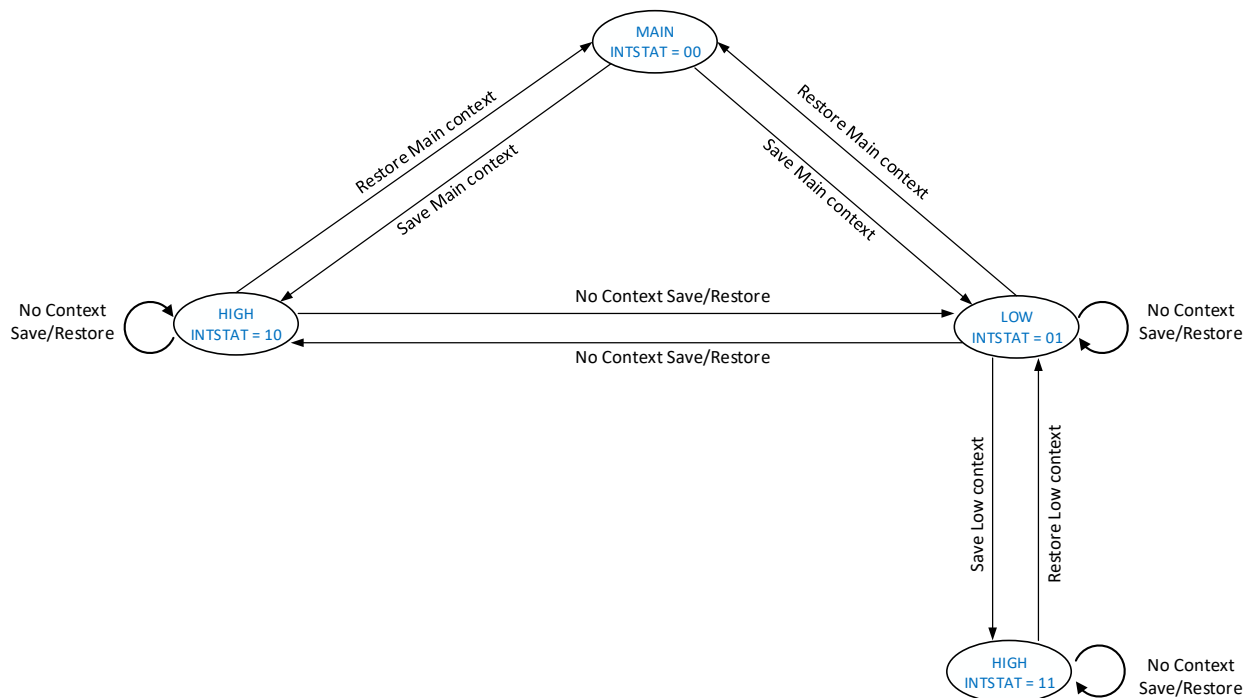 MAIN
INTSTAT = 00
Restore Main context
Save Main context
Save Main context
Restore Main context
No Context
Save/Restore
HIGH
INTSTAT = 10
No Context Save/Restore
No Context Save/Restore
LOW
INTSTAT = 01
No Context
Save/Restore
Save Low context
Restore Low context
HIGH
INTSTAT = 11
No Context
Save/Restore